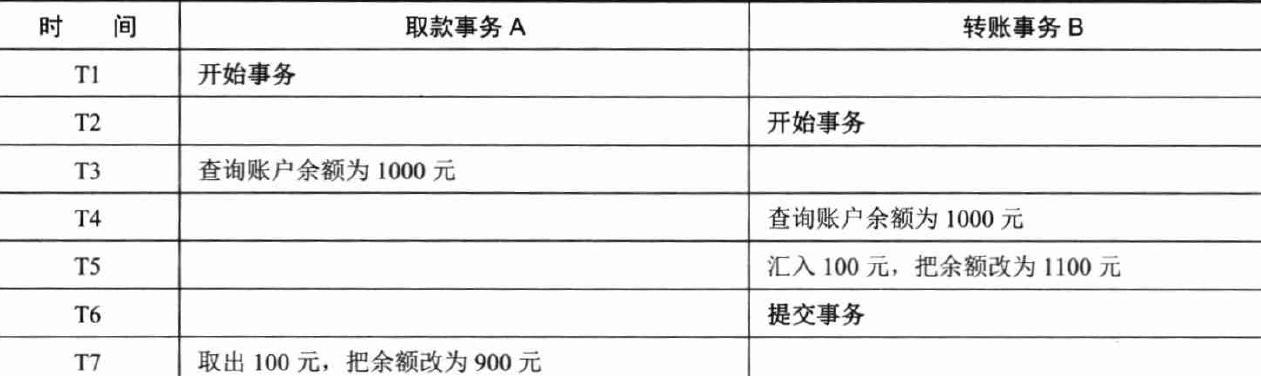 时 间 取款事务 A 转账事务 B
T1 开始事务
T2 开始事务
T3 查询账户余额为 1000 元
T4 查询账户余额为 1000 元
T5 汇入 100 元，把余额改为 1100 元
T6 提交事务
T7 取出 100 元，把余额改为 900 元